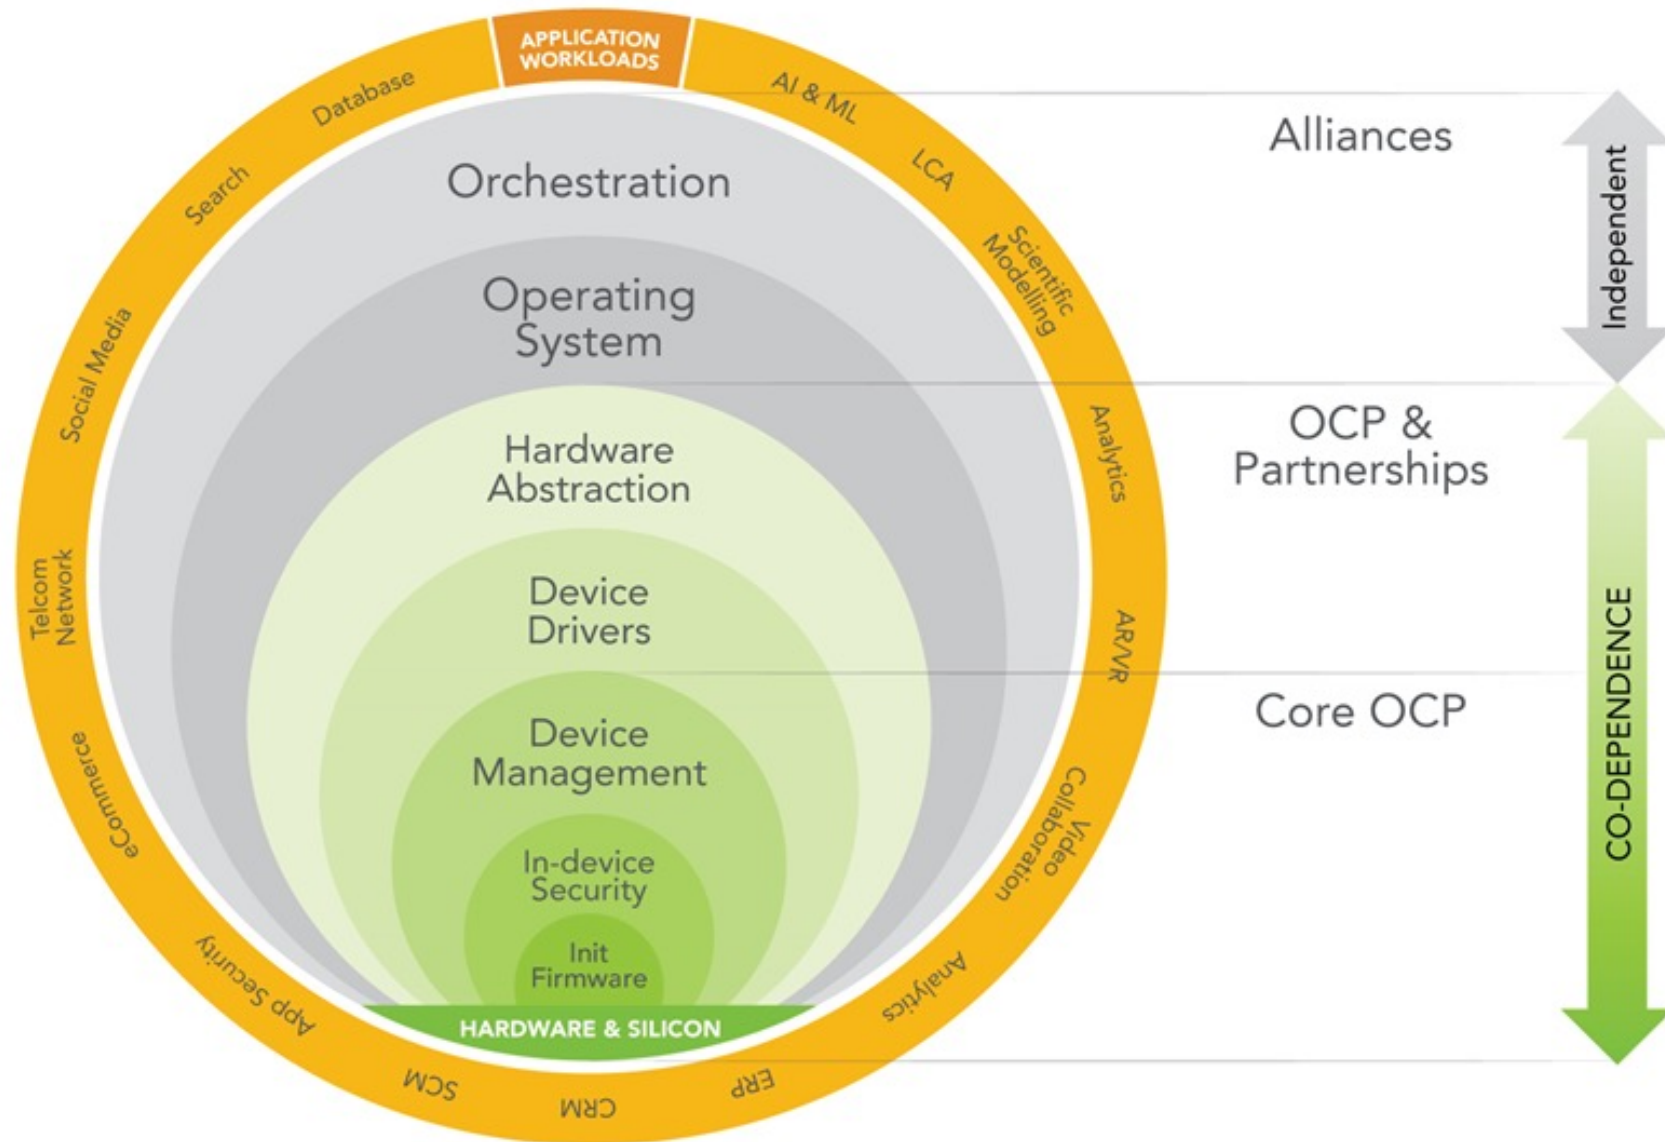 APPLICATION
WORKLOADS
AI & ML
LCA
Scientific
Modelling
Analytics
AR/VR
Video
Collaboration
Analytics
ERP
CRM
SCM
App Security
eCommerce
Telcom
Network
Social Media
Search
Database
Orchestration
Operating
System
Hardware
Abstraction
Device
Drivers
Device
Management
In-device
Security
Init
Firmware
HARDWARE & SILICON
Alliances
OCP &
Partnerships
Core OCP
Independent
CO-DEPENDENCE